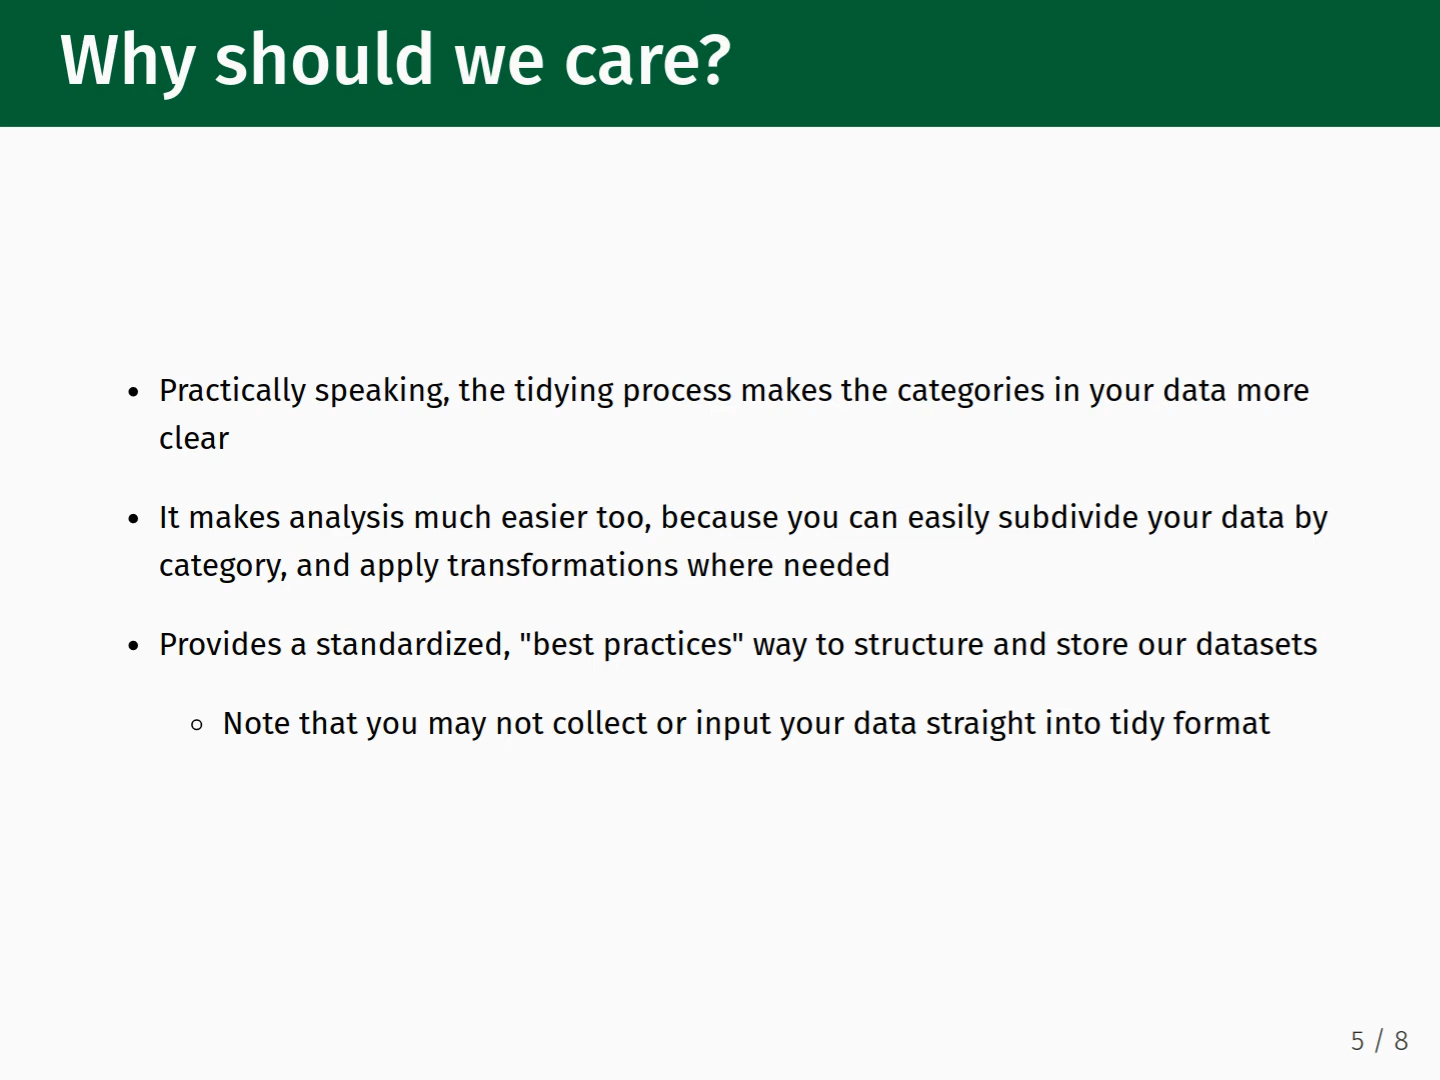 Why should we care?
• Practically speaking, the tidying process makes the categories in your data more
clear
• It makes analysis much easier too, because you can easily subdivide your data by
category, and apply transformations where needed
• Provides a standardized, "best practices" way to structure and store our datasets
◦ Note that you may not collect or input your data straight into tidy format
5 / 8